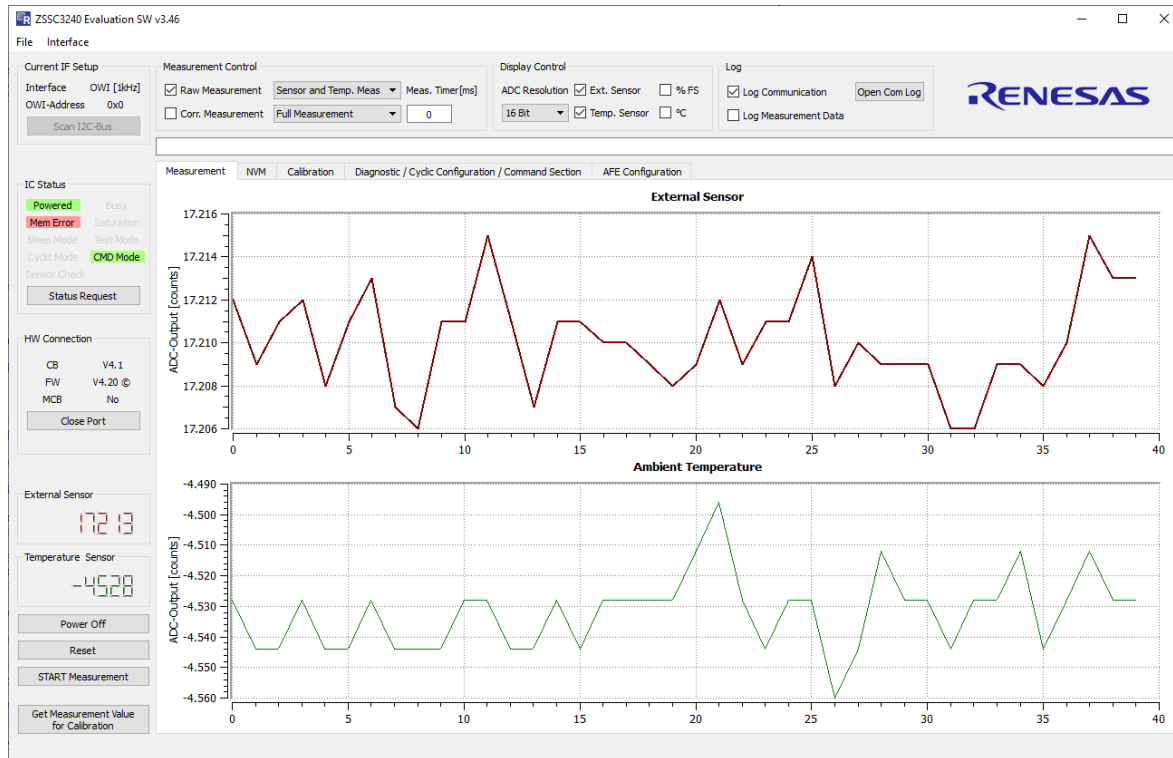 ZSSC3240 Evaluation SW v3.46
File Interface
Current IF Setup
Interface OWI [1kHz]
OWI-Address 0x0
Scan I2C-Bus
Measurement Control
Raw Measurement Sensor and Temp. Meas Meas. Timer[ms]
Corr. Measurement Full Measurement 0
Display Control
ADC Resolution Ext. Sensor % FS
16 Bit Temp. Sensor °C
Log
Log Communication Open Com Log
Log Measurement Data
RENESAS
Measurement NVM Calibration Diagnostic / Cyclic Configuration / Command Section AFE Configuration
IC Status
Powered Busy
Mem Error Saturation
Sleep Mode Test Mode
Cyclic Mode CMD Mode
Sensor Check
Status Request
HW Connection
CB V4.1
FW V4.20 ©
MCB No
Close Port
External Sensor
17213
Temperature Sensor
-4528
Power Off
Reset
START Measurement
Get Measurement Value
for Calibration
External Sensor
ADC-Output [counts]
17.216
17.214
17.212
17.210
17.208
17.206
0 5 10 15 20 25 30 35 40
Ambient Temperature
ADC-Output [counts]
-4.490
-4.500
-4.510
-4.520
-4.530
-4.540
-4.550
-4.560
0 5 10 15 20 25 30 35 40